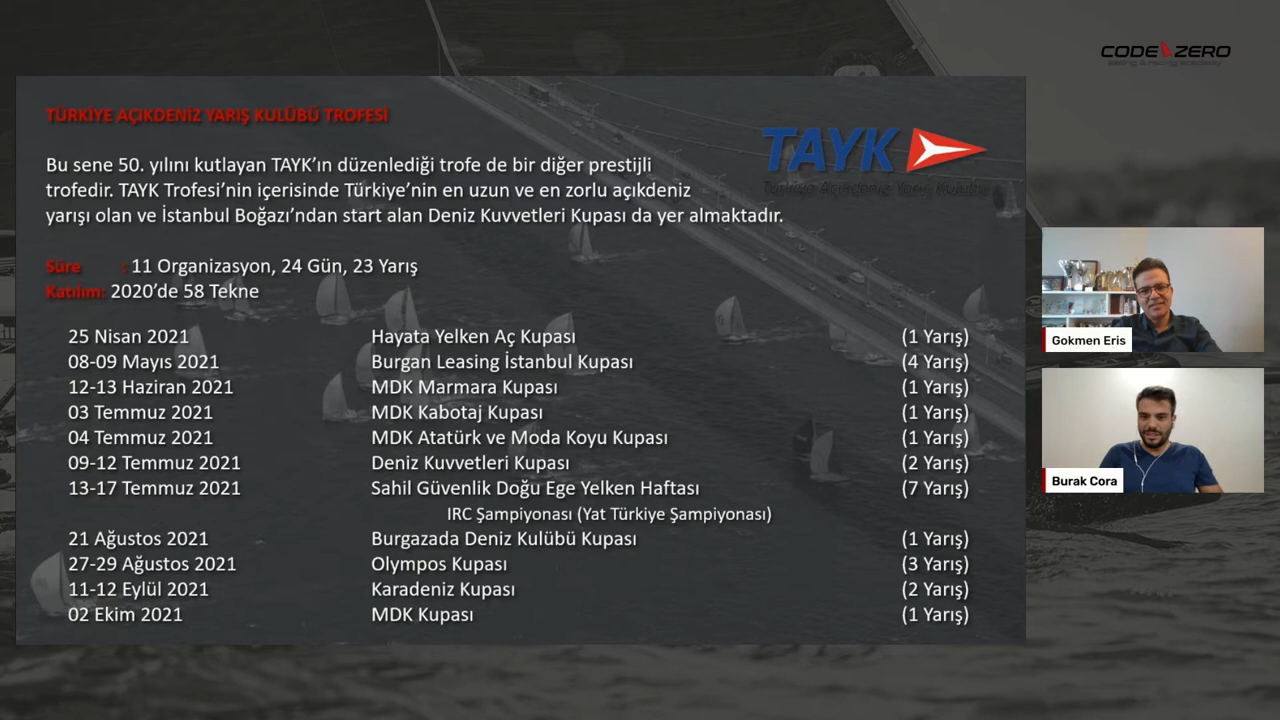 CODE ZERO
sailing & racing academy
TÜRKİYE AÇIKDENİZ YARIŞ KULÜBÜ TROFESİ
TAYK
Türkiye Açıkdeniz Yarış Kulübü
Bu sene 50. yılını kutlayan TAYK’ın düzenlediği trofe de bir diğer prestijli
trofedir. TAYK Trofesi’nin içerisinde Türkiye’nin en uzun ve en zorlu açıkdeniz
yarışı olan ve İstanbul Boğazı’ndan start alan Deniz Kuvvetleri Kupası da yer almaktadır.
Süre : 11 Organizasyon, 24 Gün, 23 Yarış
Katılım: 2020’de 58 Tekne
25 Nisan 2021 Hayata Yelken Aç Kupası (1 Yarış)
08-09 Mayıs 2021 Burgan Leasing İstanbul Kupası (4 Yarış)
12-13 Haziran 2021 MDK Marmara Kupası (1 Yarış)
03 Temmuz 2021 MDK Kabotaj Kupası (1 Yarış)
04 Temmuz 2021 MDK Atatürk ve Moda Koyu Kupası (1 Yarış)
09-12 Temmuz 2021 Deniz Kuvvetleri Kupası (2 Yarış)
13-17 Temmuz 2021 Sahil Güvenlik Doğu Ege Yelken Haftası (7 Yarış)
IRC Şampiyonası (Yat Türkiye Şampiyonası)
21 Ağustos 2021 Burgazada Deniz Kulübü Kupası (1 Yarış)
27-29 Ağustos 2021 Olympos Kupası (3 Yarış)
11-12 Eylül 2021 Karadeniz Kupası (2 Yarış)
02 Ekim 2021 MDK Kupası (1 Yarış)
Gokmen Eris
Burak Cora